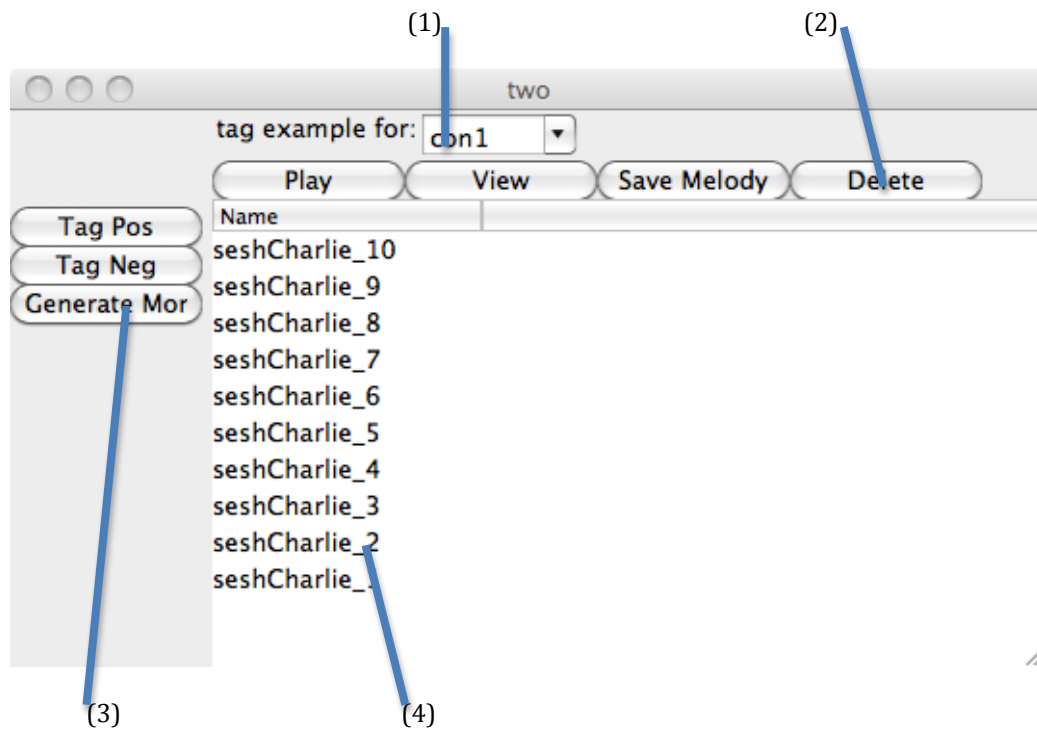 (1) (2)
two
tag example for: con1
Play View Save Melody Delete
Name
Tag Pos
Tag Neg
Generate Mor
seshCharlie_10
seshCharlie_9
seshCharlie_8
seshCharlie_7
seshCharlie_6
seshCharlie_5
seshCharlie_4
seshCharlie_3
seshCharlie_2
(3) (4)